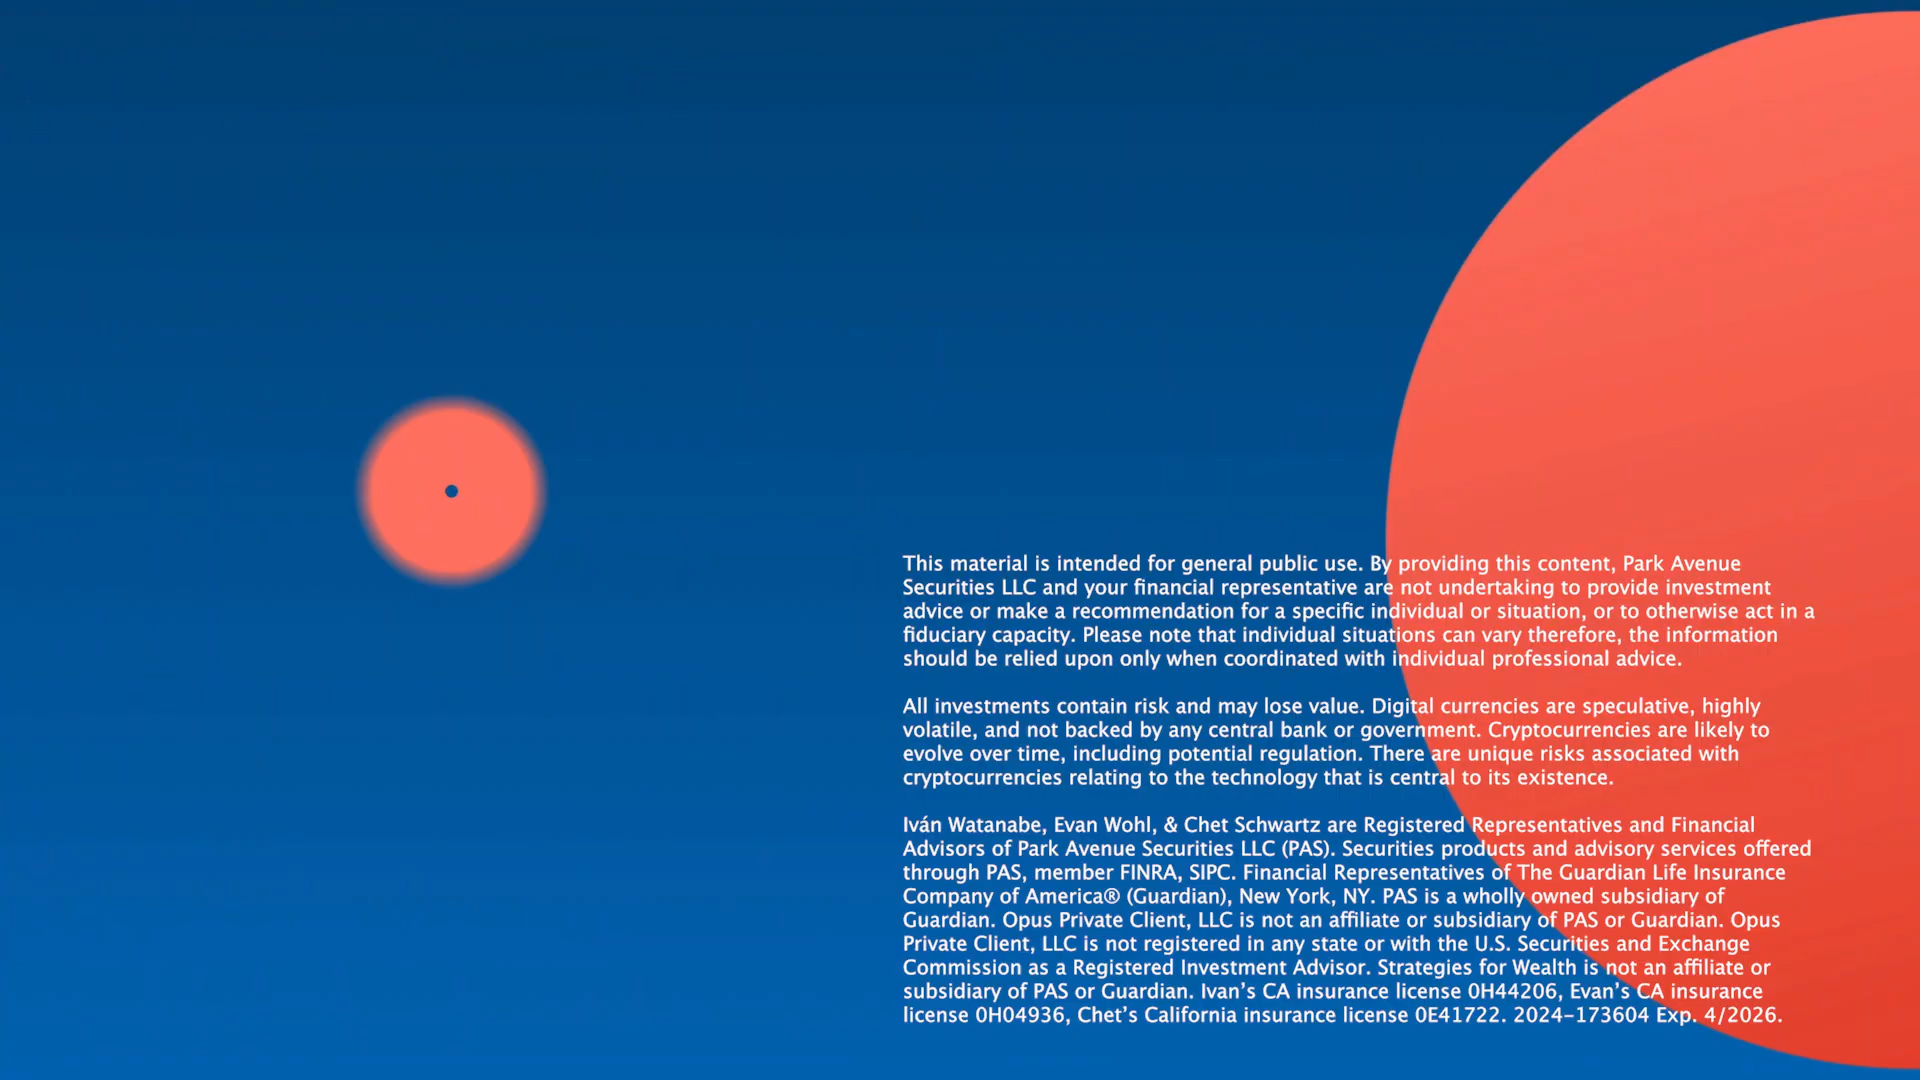 This material is intended for general public use. By providing this content, Park Avenue
Securities LLC and your financial representative are not undertaking to provide investment
advice or make a recommendation for a specific individual or situation, or to otherwise act in a
fiduciary capacity. Please note that individual situations can vary therefore, the information
should be relied upon only when coordinated with individual professional advice.
All investments contain risk and may lose value. Digital currencies are speculative, highly
volatile, and not backed by any central bank or government. Cryptocurrencies are likely to
evolve over time, including potential regulation. There are unique risks associated with
cryptocurrencies relating to the technology that is central to its existence.
Iván Watanabe, Evan Wohl, & Chet Schwartz are Registered Representatives and Financial
Advisors of Park Avenue Securities LLC (PAS). Securities products and advisory services offered
through PAS, member FINRA, SIPC. Financial Representatives of The Guardian Life Insurance
Company of America® (Guardian), New York, NY. PAS is a wholly owned subsidiary of
Guardian. Opus Private Client, LLC is not an affiliate or subsidiary of PAS or Guardian. Opus
Private Client, LLC is not registered in any state or with the U.S. Securities and Exchange
Commission as a Registered Investment Advisor. Strategies for Wealth is not an affiliate or
subsidiary of PAS or Guardian. Ivan’s CA insurance license 0H44206, Evan’s CA insurance
license 0H04936, Chet’s California insurance license 0E41722. 2024-173604 Exp. 4/2026.